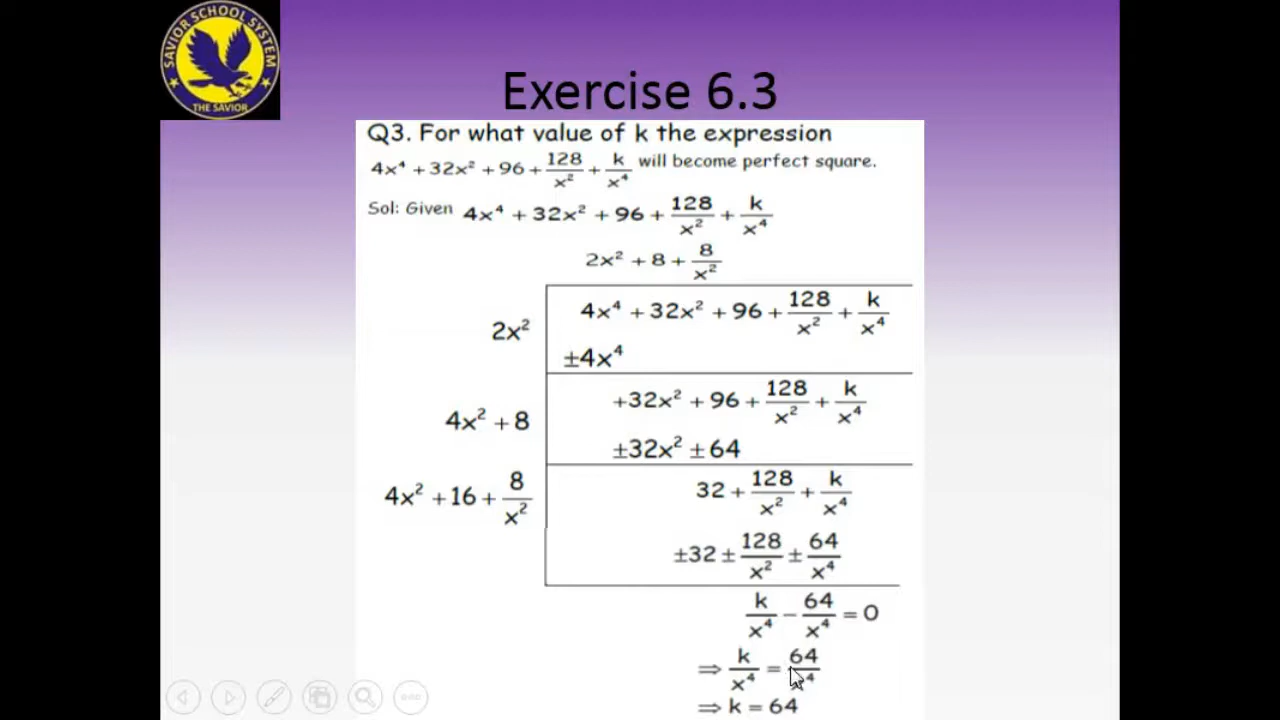 SAVIOR SCHOOL SYSTEM
THE SAVIOR
Exercise 6.3
Q3. For what value of k the expression
4x⁴ + 32x² + 96 + 128/x² + k/x⁴ will become perfect square.
Sol: Given 4x⁴ + 32x² + 96 + 128/x² + k/x⁴
2x² + 8 + 8/x²
2x² 4x⁴ + 32x² + 96 + 128/x² + k/x⁴
±4x⁴
4x² + 8 +32x² + 96 + 128/x² + k/x⁴
±32x² ± 64
4x² + 16 + 8/x² 32 + 128/x² + k/x⁴
±32 ± 128/x² ± 64/x⁴
k/x⁴ − 64/x⁴ = 0
⇒ k/x⁴ = 64/x⁴
⇒ k = 64